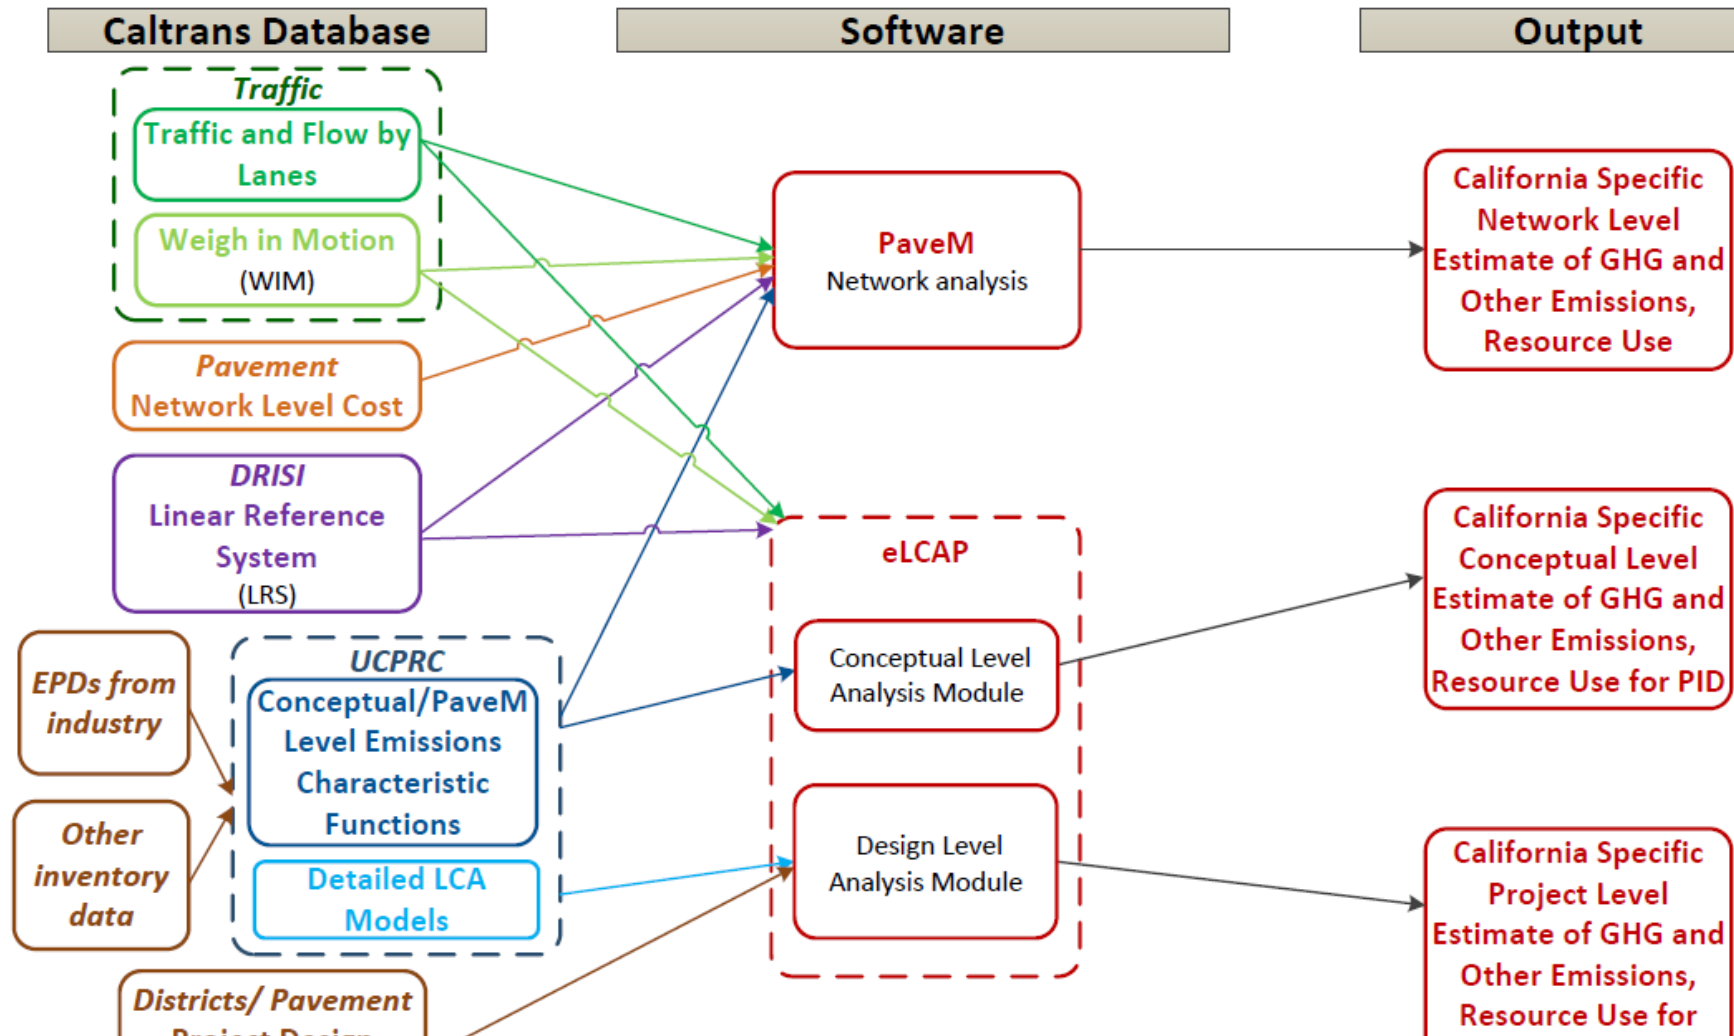 Caltrans Database
Software
Output
Traffic
Traffic and Flow by
Lanes
Weigh in Motion
(WIM)
Pavement
Network Level Cost
DRISI
Linear Reference
System
(LRS)
EPDs from
industry
Other
inventory
data
UCPRC
Conceptual/PaveM
Level Emissions
Characteristic
Functions
Detailed LCA
Models
Districts/ Pavement
Project Design
PaveM
Network analysis
eLCAP
Conceptual Level
Analysis Module
Design Level
Analysis Module
California Specific
Network Level
Estimate of GHG and
Other Emissions,
Resource Use
California Specific
Conceptual Level
Estimate of GHG and
Other Emissions,
Resource Use for PID
California Specific
Project Level
Estimate of GHG and
Other Emissions,
Resource Use for